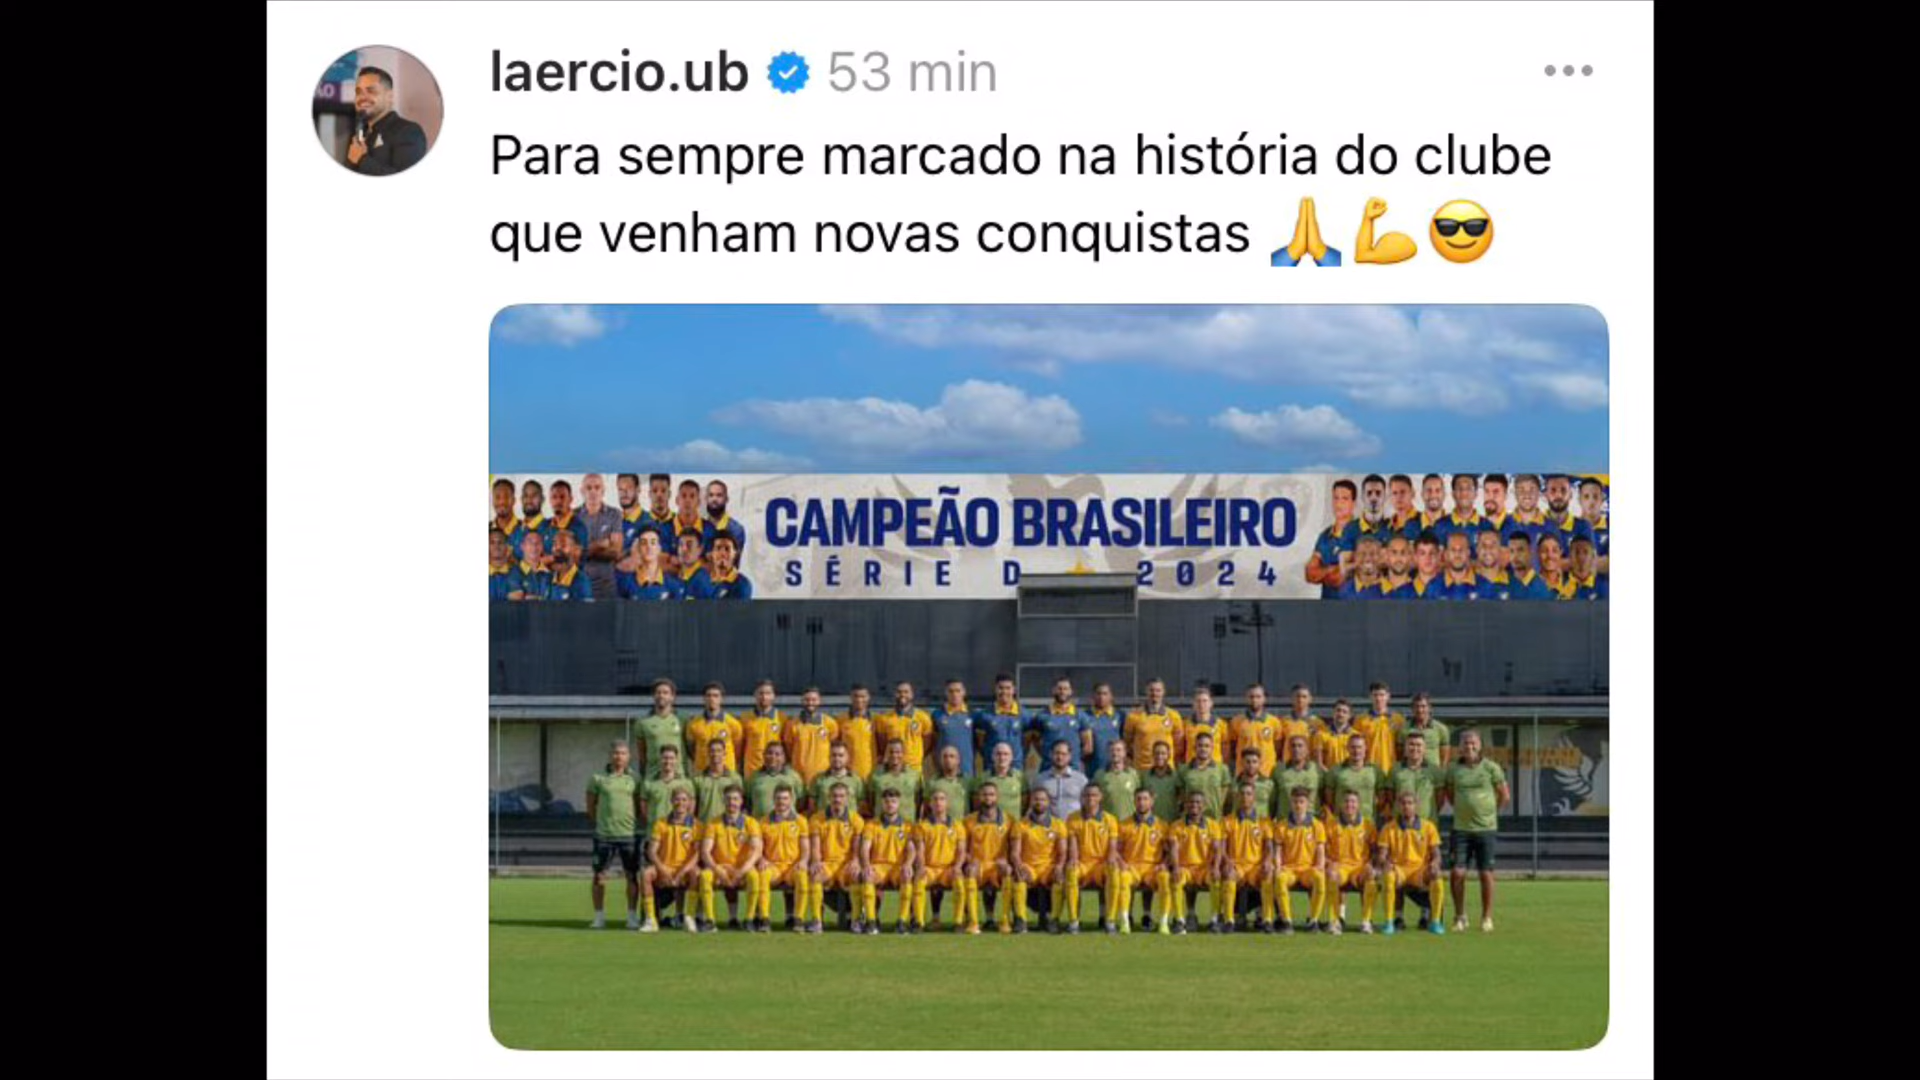 laercio.ub 53 min
Para sempre marcado na história do clube
que venham novas conquistas 🙏💪😎
CAMPEÃO BRASILEIRO
SÉRIE D 2024